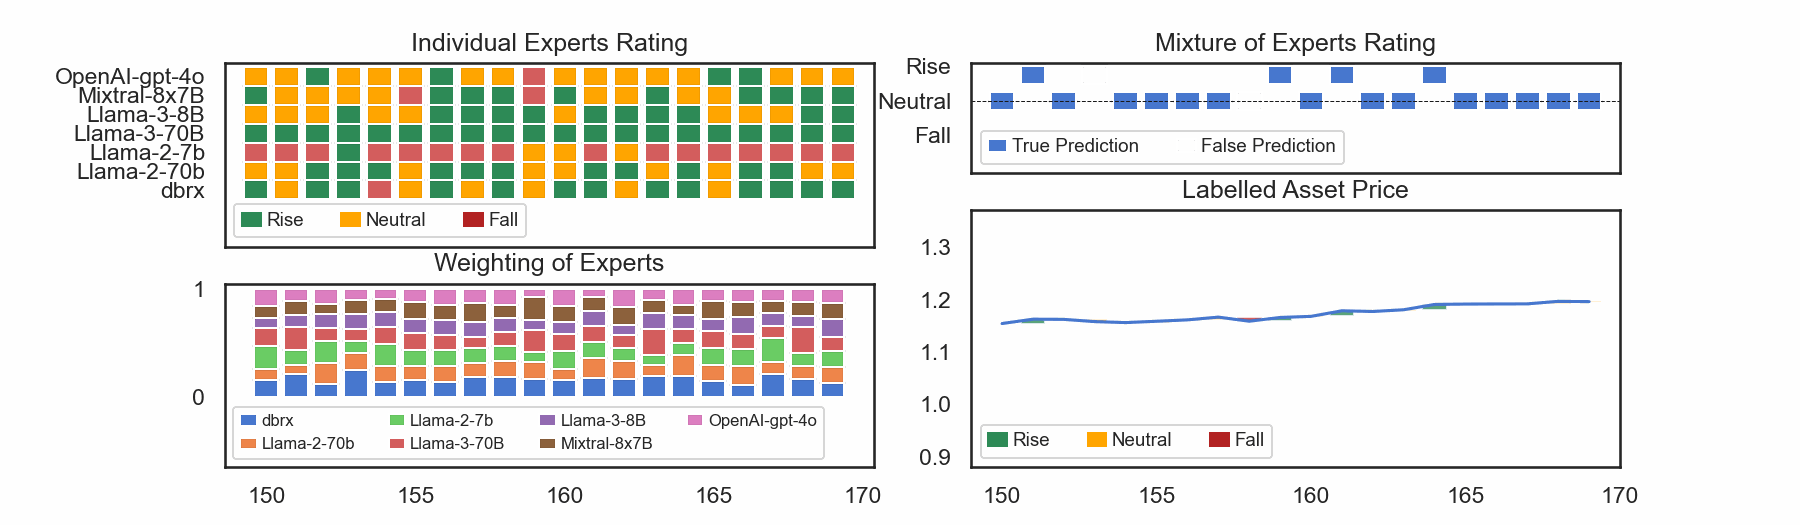 Individual Experts Rating
OpenAI-gpt-4o
Mixtral-8x7B
Llama-3-8B
Llama-3-70B
Llama-2-7b
Llama-2-70b
dbrx
Rise Neutral Fall
Weighting of Experts
1
0
dbrx Llama-2-7b Llama-3-8B OpenAI-gpt-4o
Llama-2-70b Llama-3-70B Mixtral-8x7B
150 155 160 165 170
Mixture of Experts Rating
Rise
Neutral
Fall
True Prediction False Prediction
Labelled Asset Price
1.3
1.2
1.1
1.0
0.9
Rise Neutral Fall
150 155 160 165 170